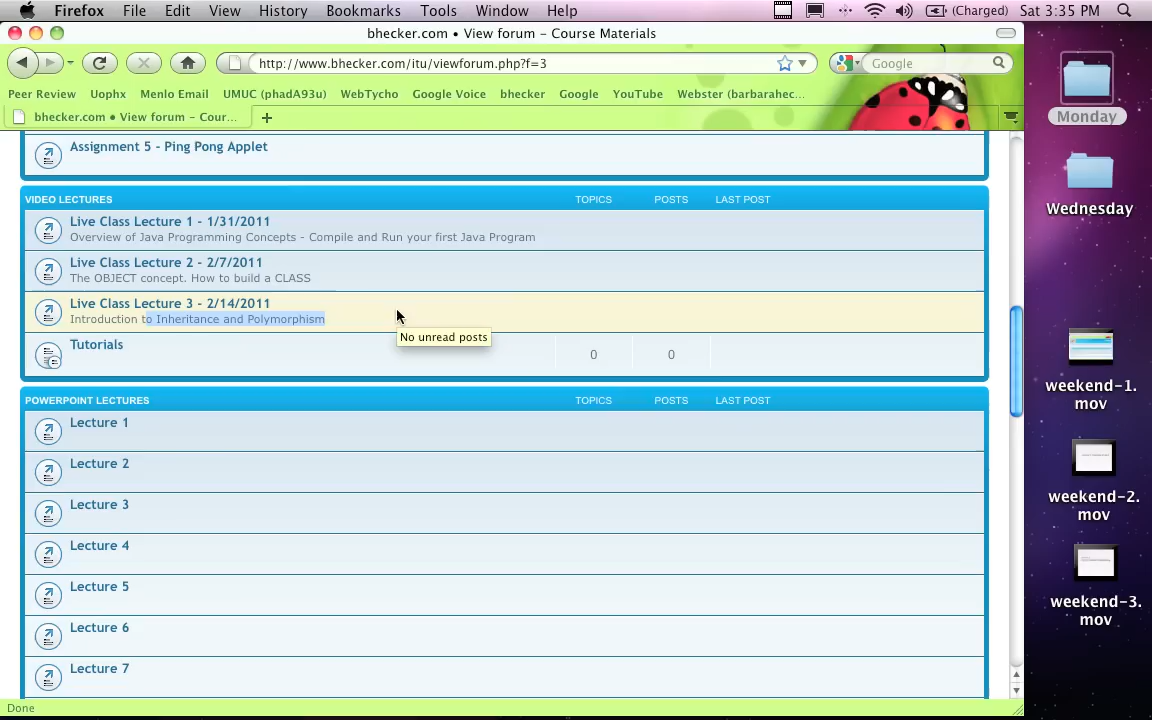 Firefox File Edit View History Bookmarks Tools Window Help (Charged) Sat 3:35 PM
bhecker.com • View forum – Course Materials
http://www.bhecker.com/itu/viewforum.php?f=3 Google
Peer Review Uophx Menlo Email UMUC (phadA93u) WebTycho Google Voice bhecker Google YouTube Webster (barbarahec...
bhecker.com • View forum – Cour...
Assignment 5 - Ping Pong Applet
VIDEO LECTURES TOPICS POSTS LAST POST
Live Class Lecture 1 - 1/31/2011
Overview of Java Programming Concepts - Compile and Run your first Java Program
Live Class Lecture 2 - 2/7/2011
The OBJECT concept. How to build a CLASS
Live Class Lecture 3 - 2/14/2011
Introduction to Inheritance and Polymorphism
No unread posts
Tutorials
0 0
POWERPOINT LECTURES TOPICS POSTS LAST POST
Lecture 1
Lecture 2
Lecture 3
Lecture 4
Lecture 5
Lecture 6
Lecture 7
Done
Monday
Wednesday
weekend-1.
mov
weekend-2.
mov
weekend-3.
mov